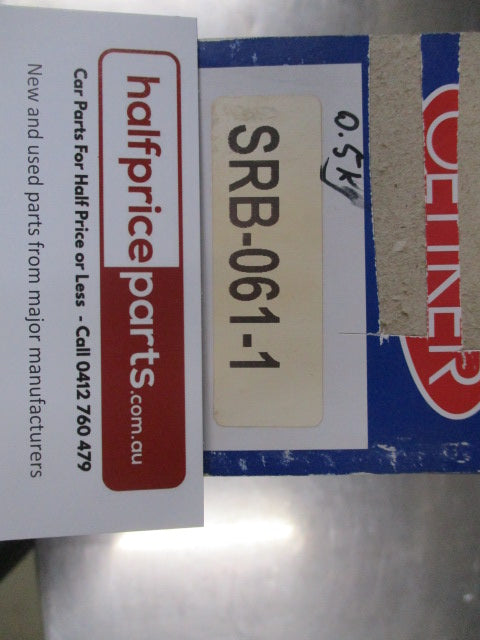 halfpriceparts.com.au
Car Parts For Half Price or Less - Call 0412 760 479
New and used parts from major manufacturers
0.5K
SRB-061-1